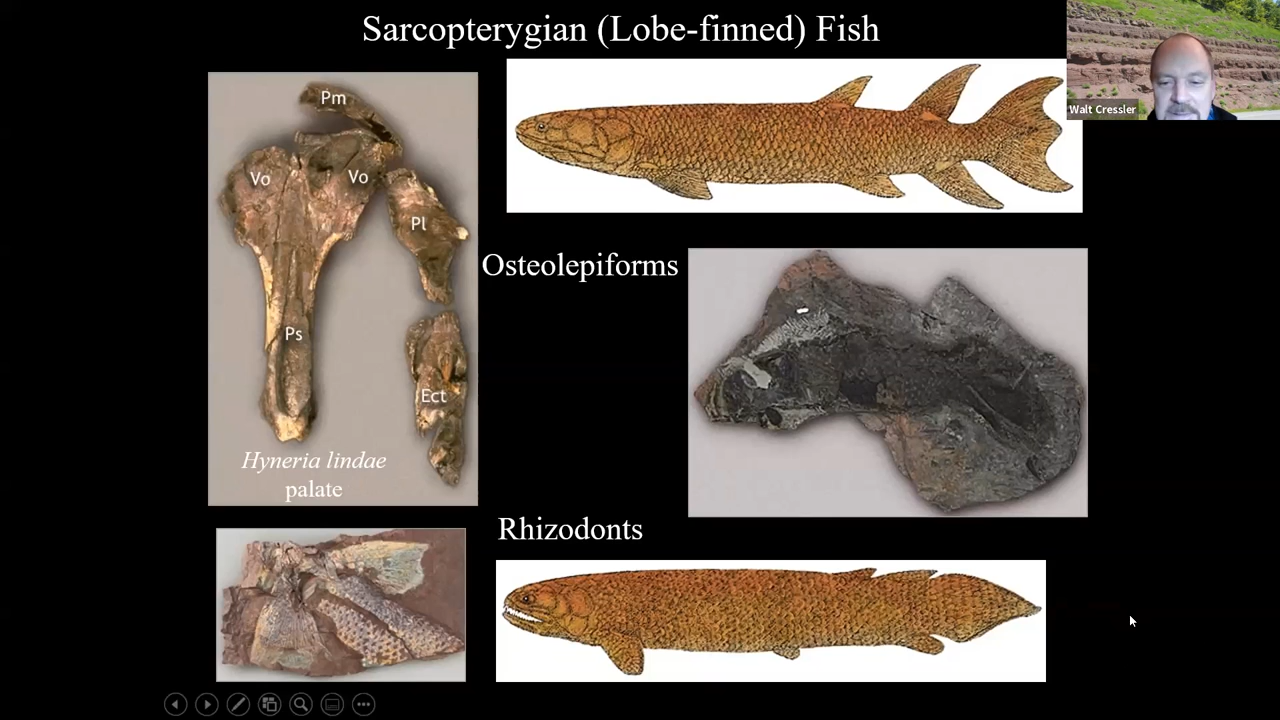 Sarcopterygian (Lobe-finned) Fish
Walt Cressler
Pm
Vo
Vo
Pl
Ps
Ect
Hyneria lindae
palate
Osteolepiforms
Rhizodonts